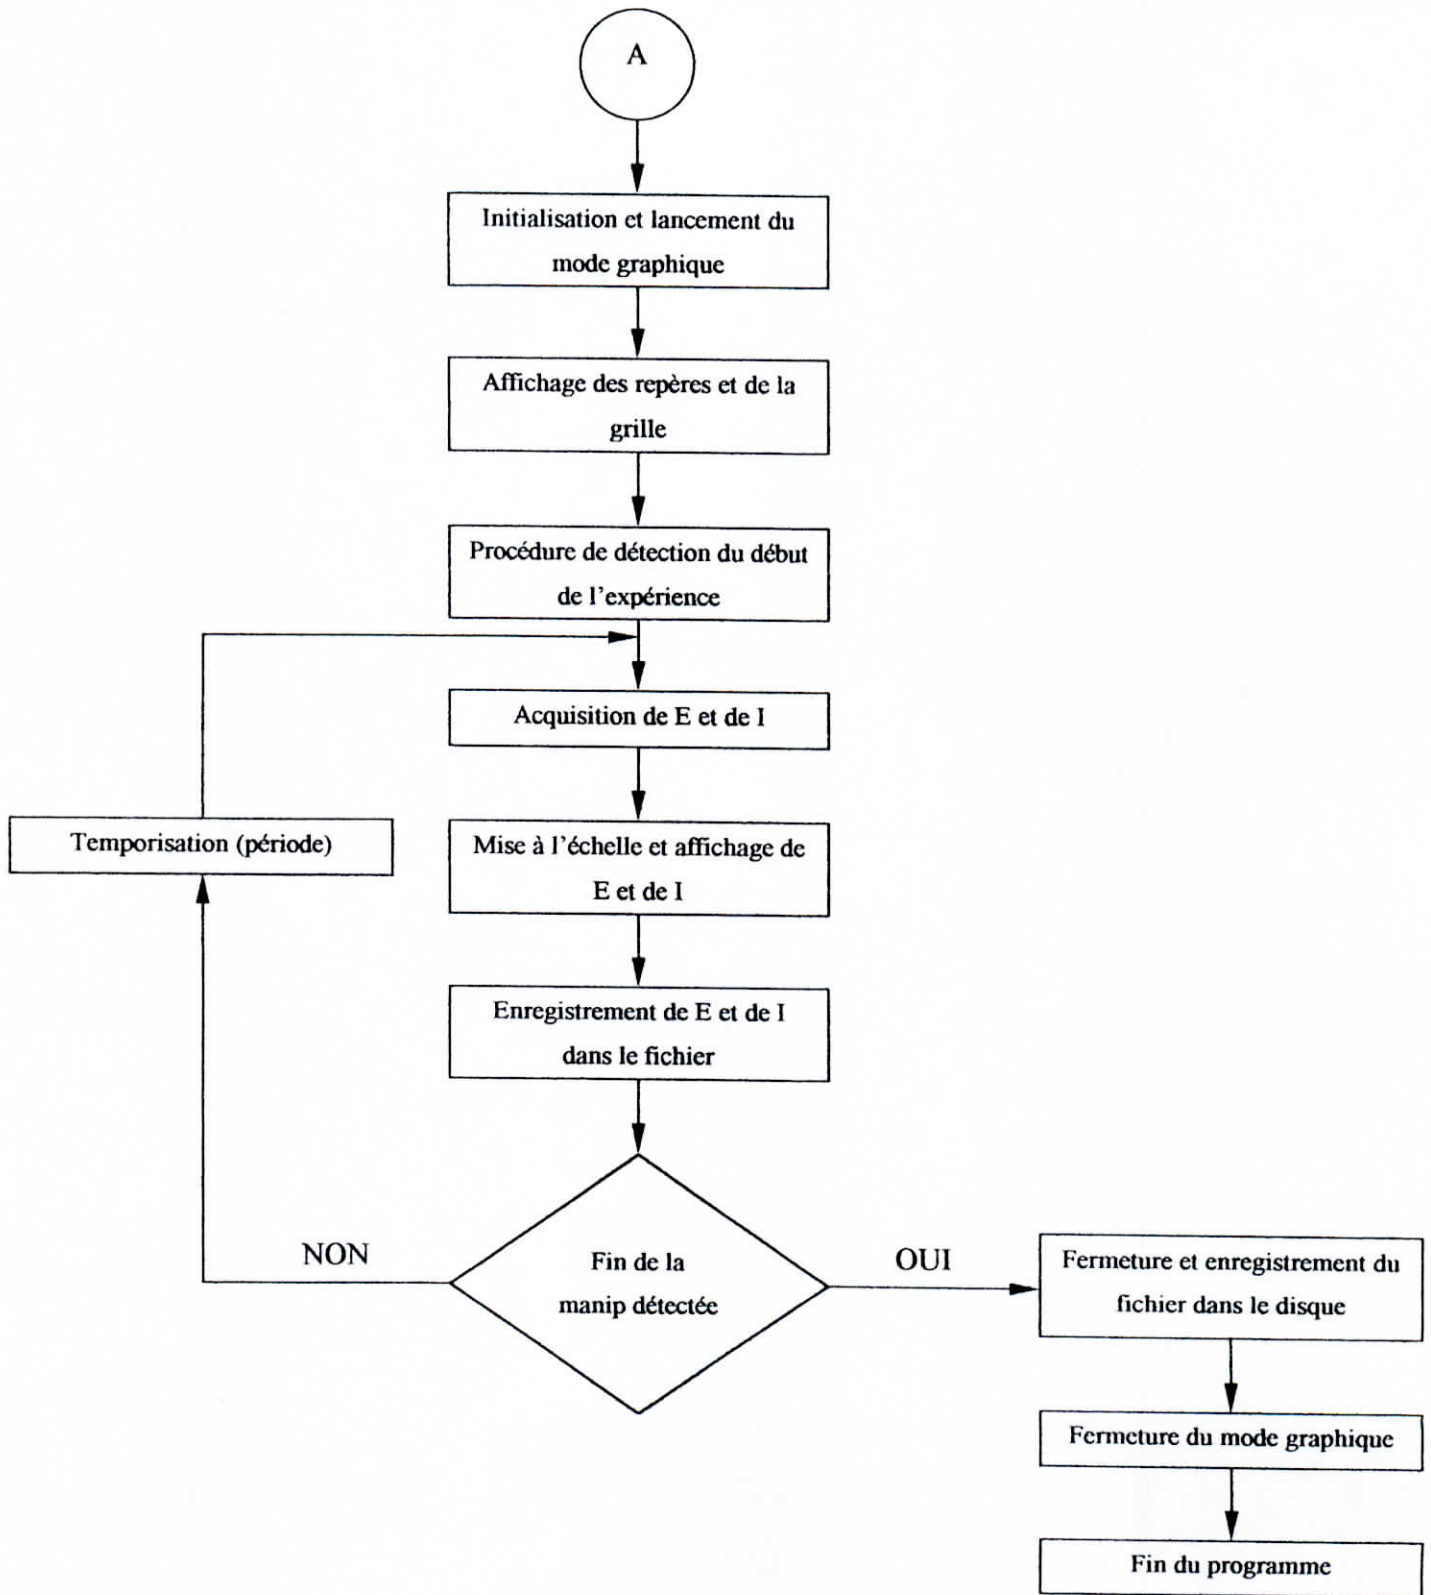 A
Initialisation et lancement du
mode graphique
Affichage des repères et de la
grille
Procédure de détection du début
de l'expérience
Acquisition de E et de I
Temporisation (période)
Mise à l'échelle et affichage de
E et de I
Enregistrement de E et de I
dans le fichier
NON
Fin de la
manip détectée
OUI
Fermeture et enregistrement du
fichier dans le disque
Fermeture du mode graphique
Fin du programme